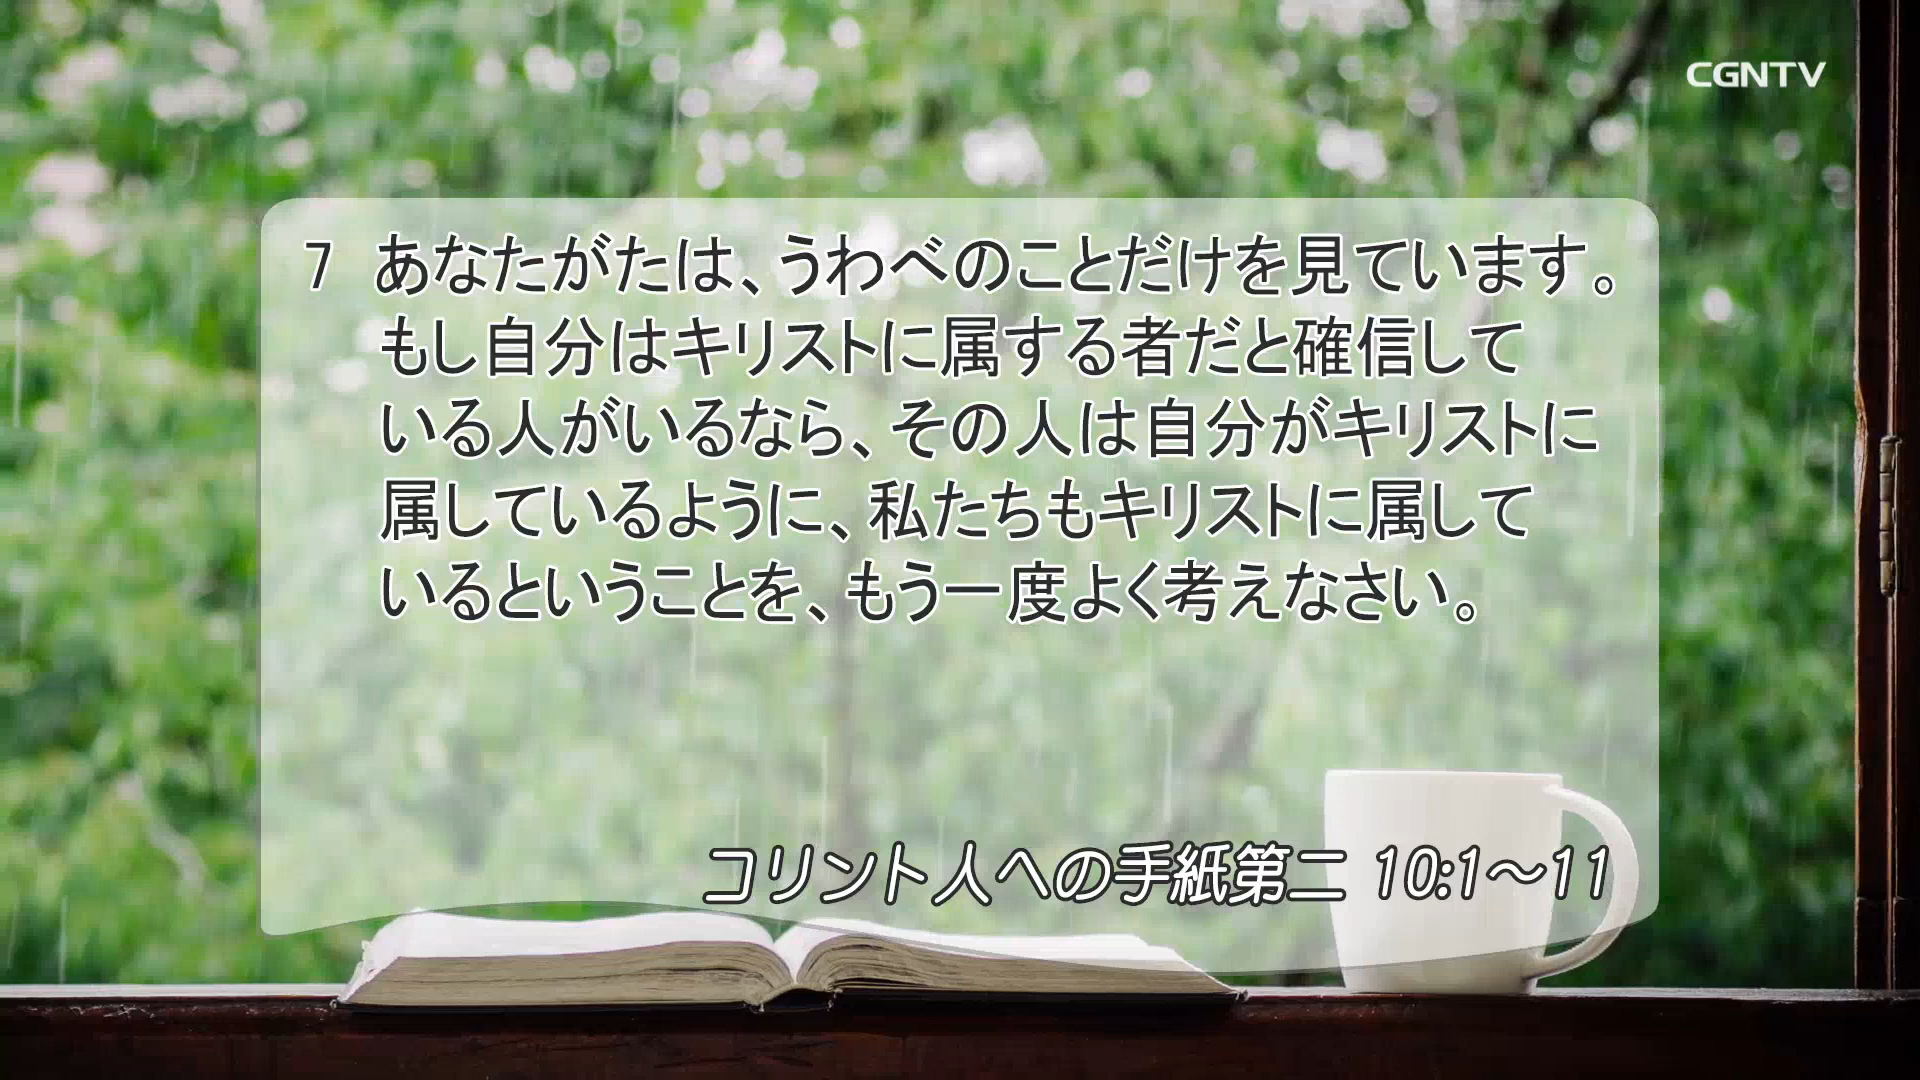 CGNTV
7 あなたがたは、うわべのことだけを見ています。
もし自分はキリストに属する者だと確信して
いる人がいるなら、その人は自分がキリストに
属しているように、私たちもキリストに属して
いるということを、もう一度よく考えなさい。
コリント人への手紙第二 10:1〜11